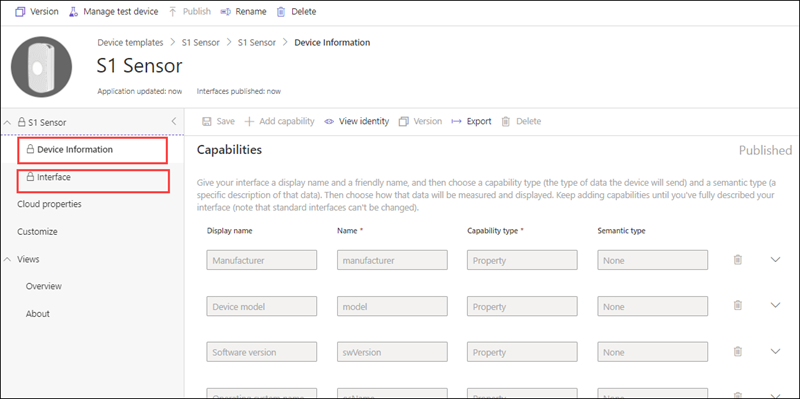 Version Manage test device Publish Rename Delete
Device templates > S1 Sensor > S1 Sensor > Device Information
S1 Sensor
Application updated: now Interfaces published: now
S1 Sensor
Device Information
Interface
Cloud properties
Customize
Views
Overview
About
Save Add capability View identity Version Export Delete
Capabilities Published
Give your interface a display name and a friendly name, and then choose a capability type (the type of data the device will send) and a semantic type (a
specific description of that data). Then choose how that data will be measured and displayed. Keep adding capabilities until you've fully described your
interface (note that standard interfaces can't be changed).
Display name Name * Capability type * Semantic type
Manufacturer manufacturer Property None
Device model model Property None
Software version swVersion Property None
Operating system name osName Property None